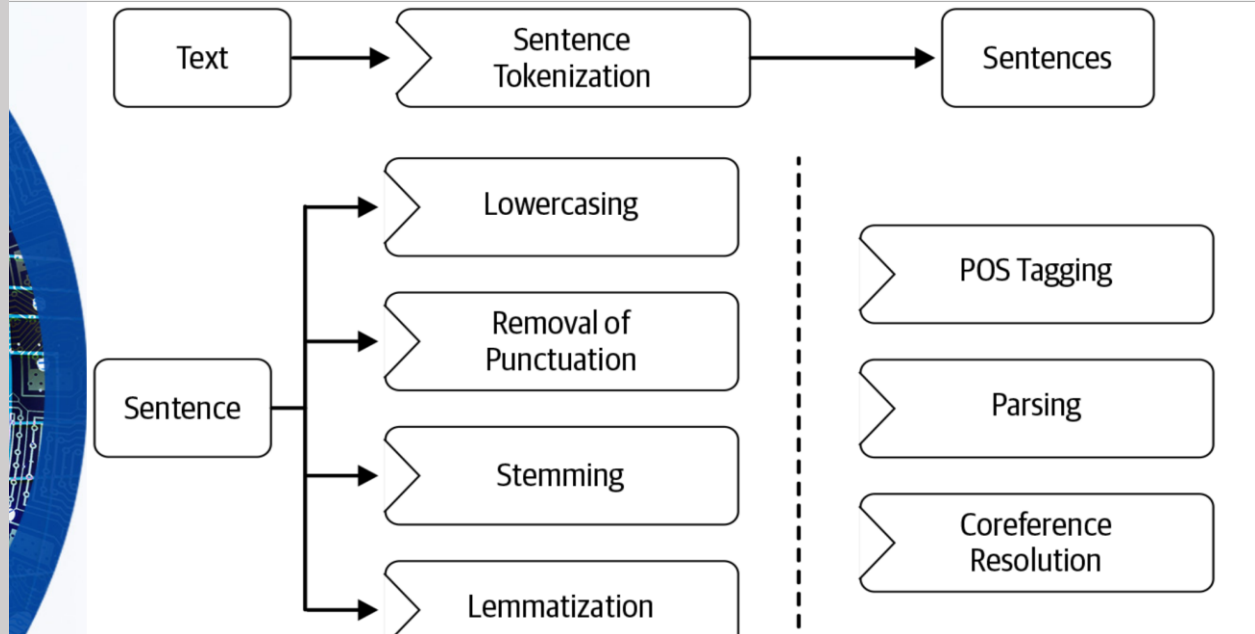 Text
Sentence
Tokenization
Sentences
Lowercasing
Removal of
Punctuation
Sentence
Stemming
Lemmatization
POS Tagging
Parsing
Coreference
Resolution